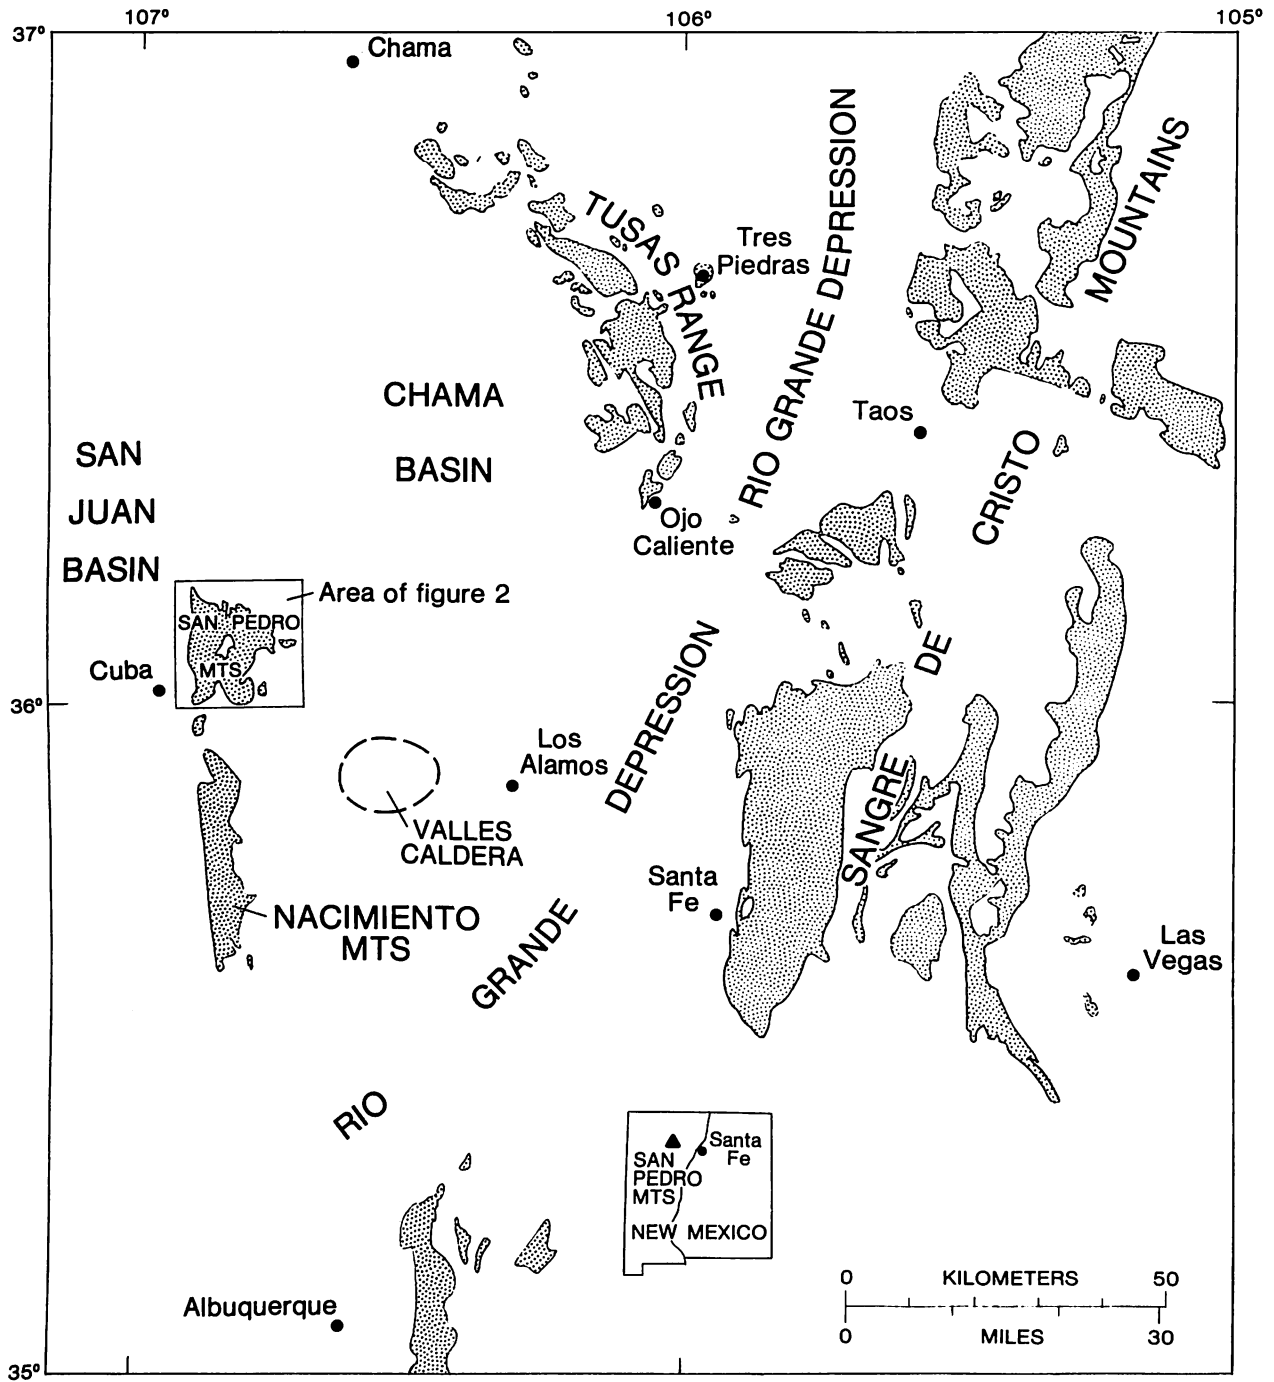 107° 106° 105°
37°
Chama
TUSAS RANGE
Tres
Piedras
RIO GRANDE DEPRESSION
MOUNTAINS
CHAMA
BASIN
Taos
SAN
JUAN
BASIN
CRISTO
Ojo
Caliente
Area of figure 2
SAN PEDRO
MTS
Cuba
DE
36°
DEPRESSION
Los
Alamos
VALLES
CALDERA
SANGRE
Santa
Fe
NACIMIENTO
MTS
GRANDE
Las
Vegas
RIO
Santa
Fe
SAN
PEDRO
MTS
NEW MEXICO
0 KILOMETERS 50
0 MILES 30
Albuquerque
35°